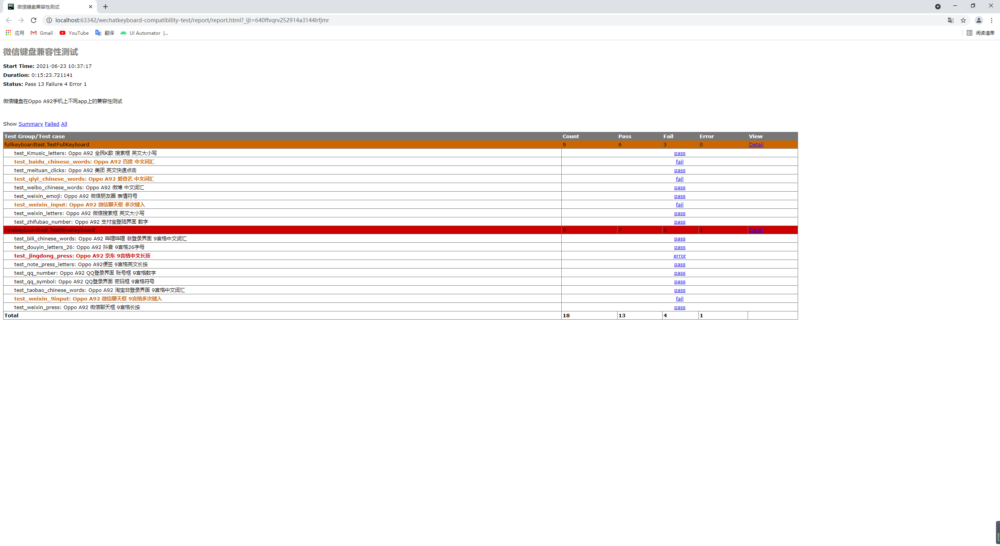 微信键盘兼容性测试
localhost:63342/wechatkeyboard-compatibility-test/report/report.html?_ijt=640ffvqrv252914a3144lrfjmr
应用 Gmail YouTube 翻译 UI Automator |... 阅读清单
微信键盘兼容性测试
Start Time: 2021-06-23 10:37:17
Duration: 0:15:23.721141
Status: Pass 13 Failure 4 Error 1
微信键盘在Oppo A92手机上不同app上的兼容性测试
Show Summary Failed All
Test Group/Test case Count Pass Fail Error View
fullkeyboardtest.TestFullKeyboard 9 6 3 0 Detail
test_Kmusic_letters: Oppo A92 全民K歌 搜索框 英文大小写 pass
test_baidu_chinese_words: Oppo A92 百度 中文词汇 fail
test_meituan_clicks: Oppo A92 美团 英文快速点击 pass
test_qiyi_chinese_words: Oppo A92 爱奇艺 中文词汇 fail
test_weibo_chinese_words: Oppo A92 微博 中文词汇 pass
test_weixin_emoji: Oppo A92 微信朋友圈 表情符号 pass
test_weixin_input: Oppo A92 微信聊天框 多次键入 fail
test_weixin_letters: Oppo A92 微信搜索框 英文大小写 pass
test_zhifubao_number: Oppo A92 支付宝登陆界面 数字 pass
ninekeyboardtest.TestNineKeyboard 9 7 1 1 Detail
test_bili_chinese_words: Oppo A92 哔哩哔哩 非登录界面 9宫格中文词汇 pass
test_douyin_letters_26: Oppo A92 抖音 9宫格26字母 pass
test_jingdong_press: Oppo A92 京东 9宫格中文长按 error
test_note_press_letters: Oppo A92便签 9宫格英文长按 pass
test_qq_number: Oppo A92 QQ登录界面 账号框 9宫格数字 pass
test_qq_symbol: Oppo A92 QQ登录界面 密码框 9宫格符号 pass
test_taobao_chinese_words: Oppo A92 淘宝非登录界面 9宫格中文词汇 pass
test_weixin_9input: Oppo A92 微信聊天框 9宫格多次键入 fail
test_weixin_press: Oppo A92 微信聊天框 9宫格长按 pass
Total 18 13 4 1